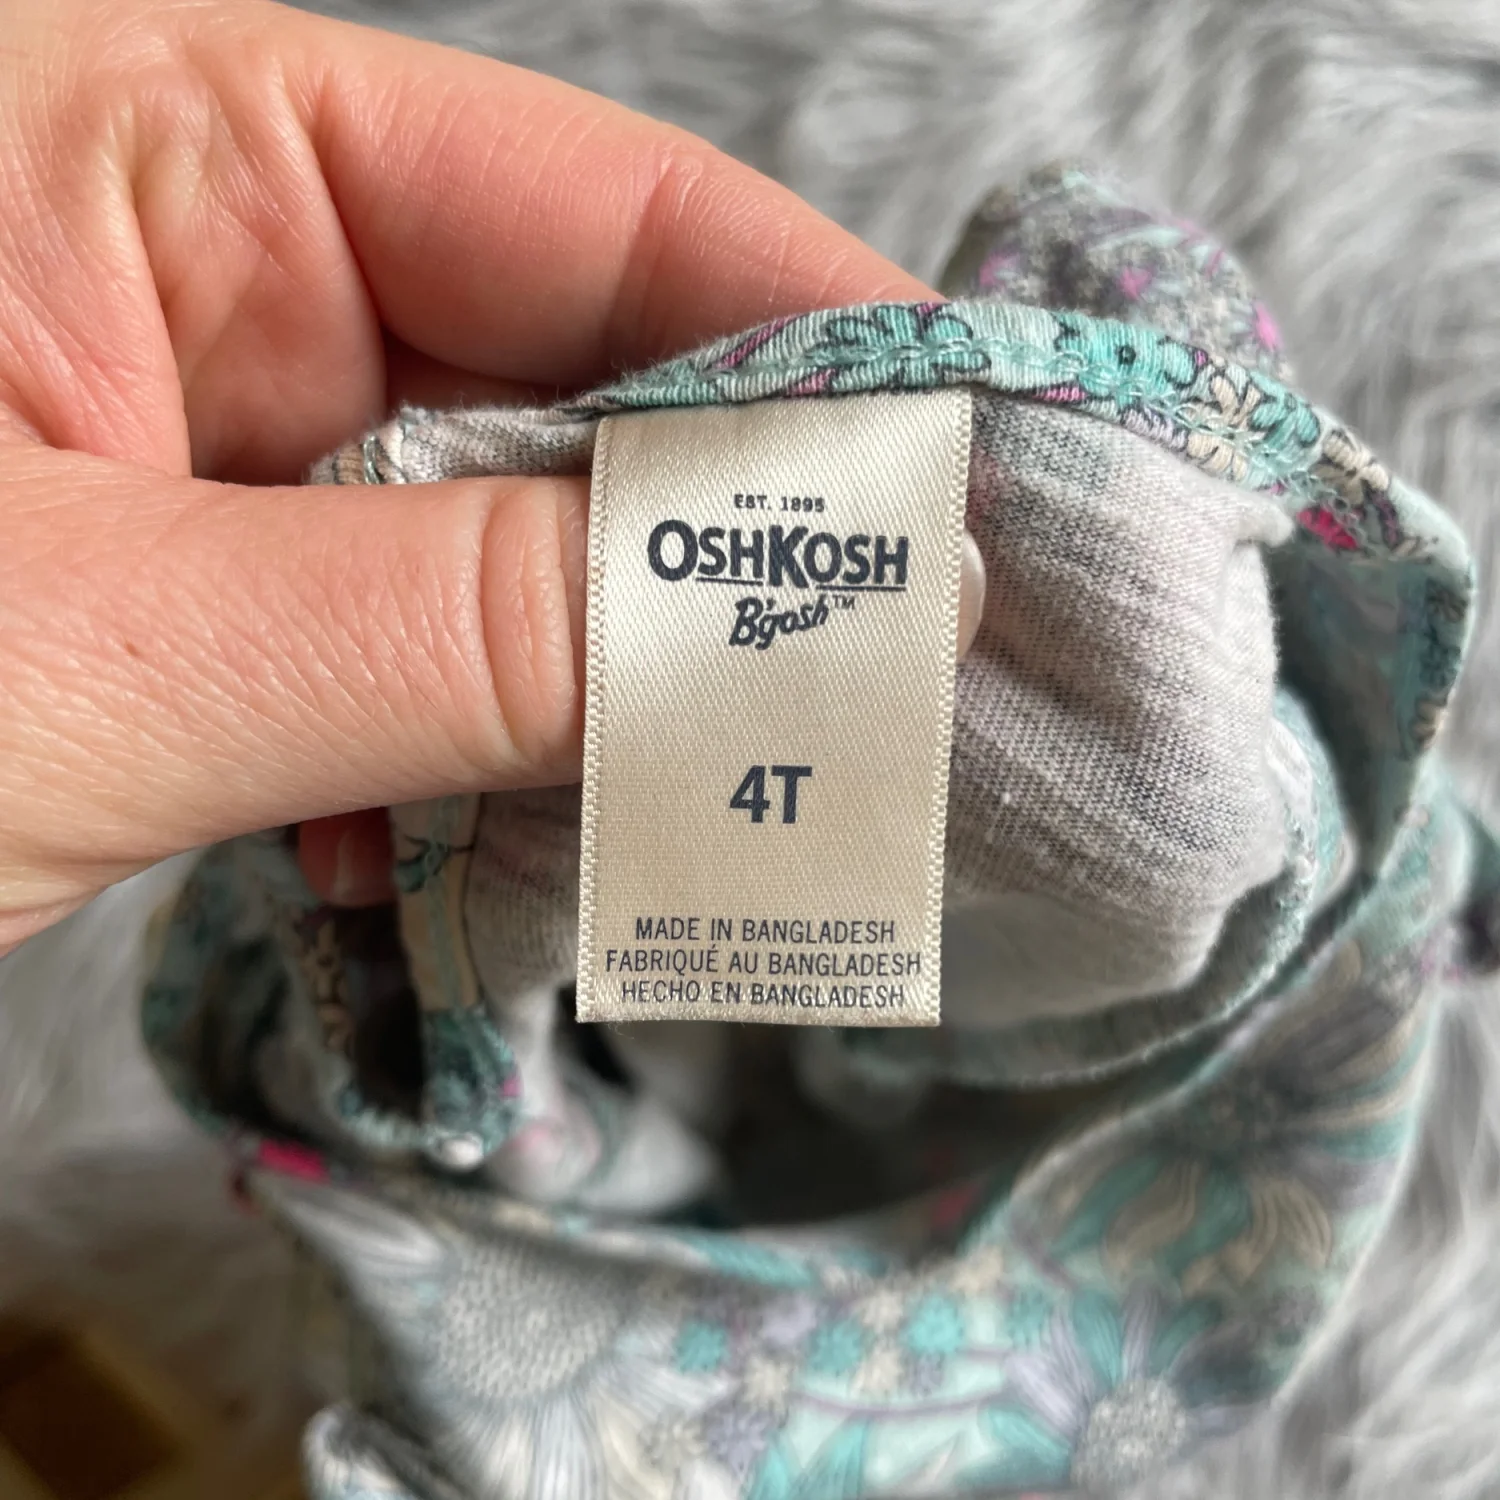 EST. 1895
OSHKOSH
B'gosh™
4T
MADE IN BANGLADESH
FABRIQUÉ AU BANGLADESH
HECHO EN BANGLADESH